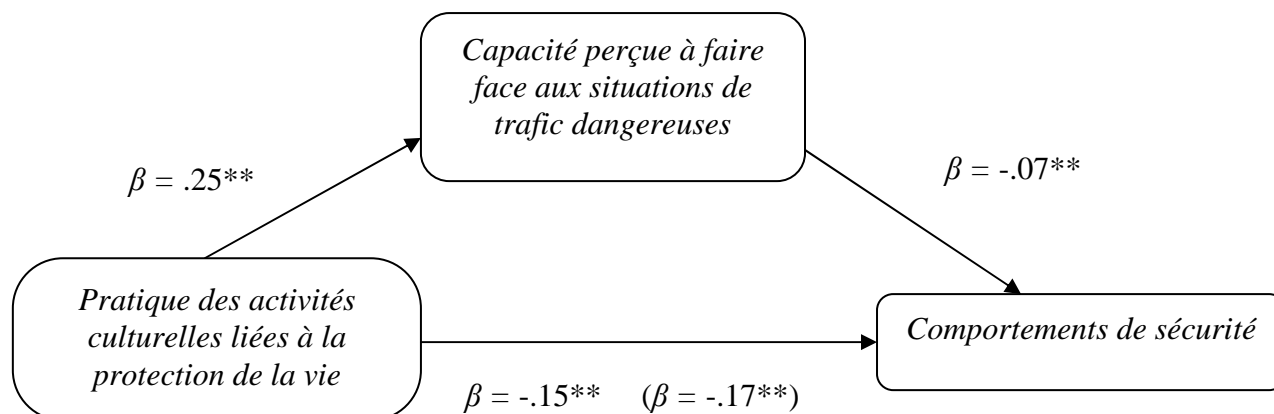 Capacité perçue à faire
face aux situations de
trafic dangereuses
β = .25**
β = -.07**
Pratique des activités
culturelles liées à la
protection de la vie
Comportements de sécurité
β = -.15** (β = -.17**)